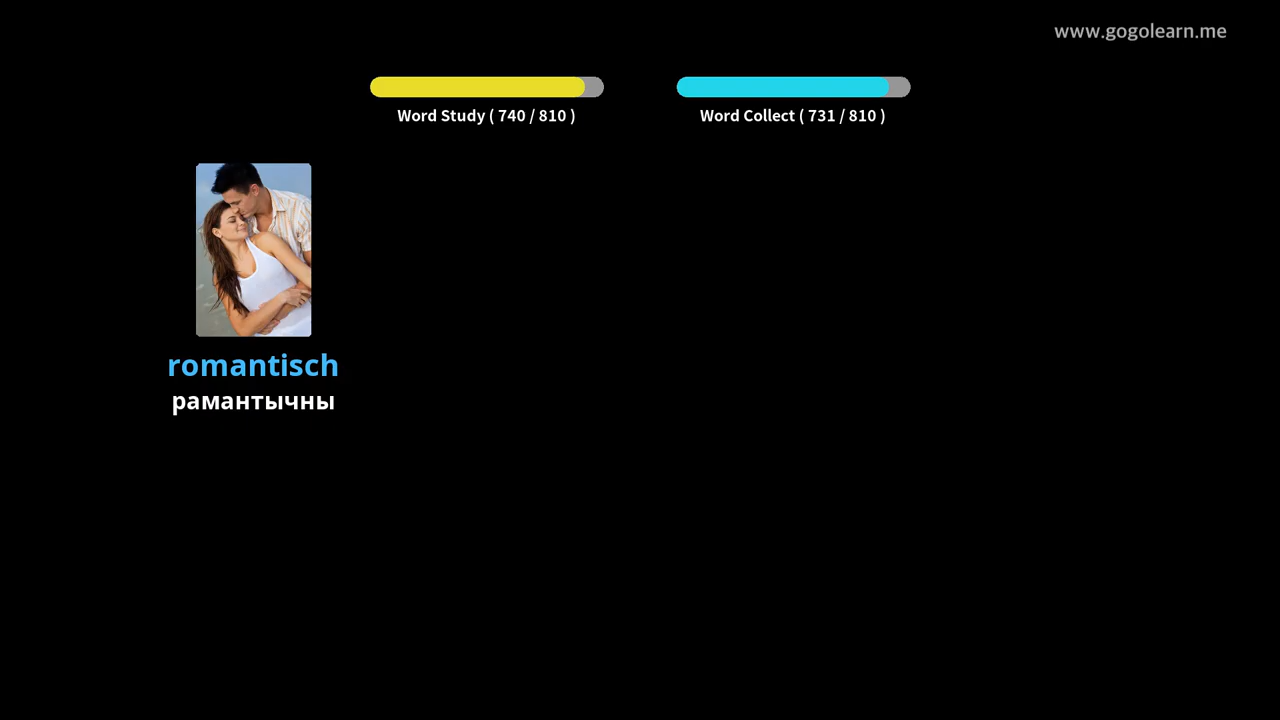 www.gogolearn.me
Word Study ( 740 / 810 )
Word Collect ( 731 / 810 )
romantisch
рамантычны